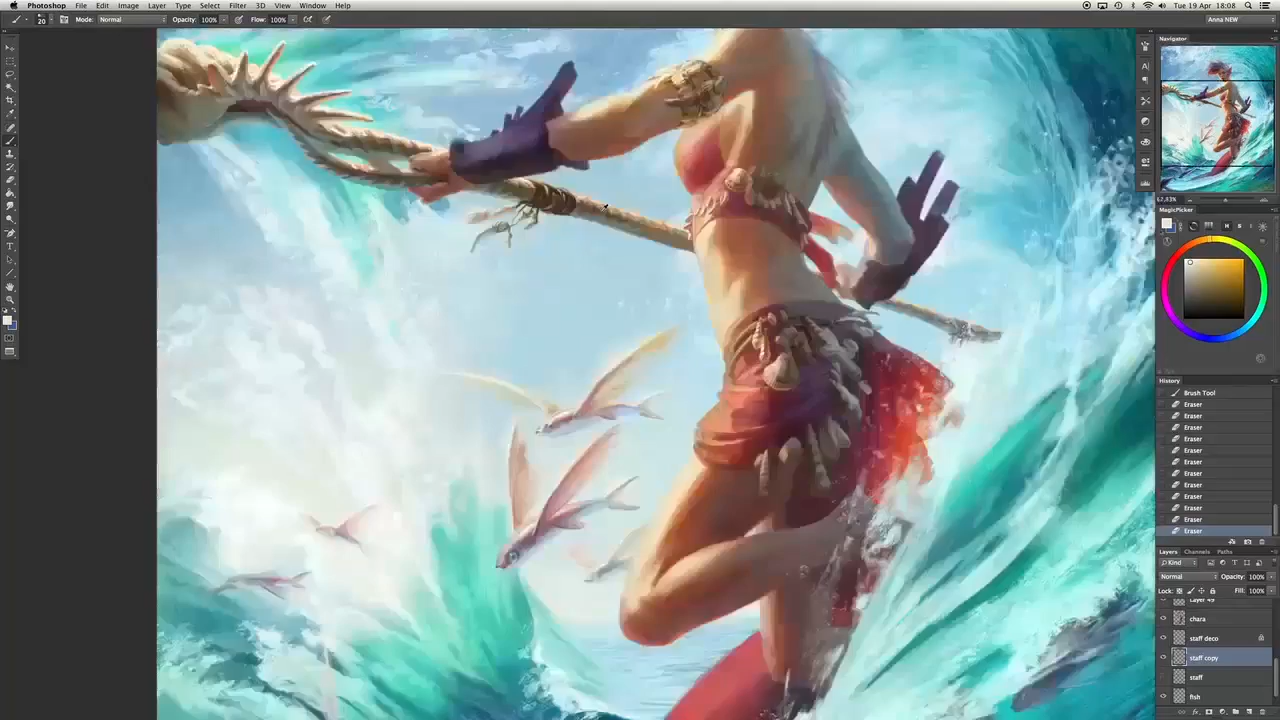 Photoshop File Edit Image Layer Type Select Filter 3D View Window Help
Tue 19 Apr 18:08
20 Mode: Normal Opacity: 100% Flow: 100%
Anna NEW
Navigator
MagicPicker
H S
History
Brush Tool
Eraser
Eraser
Eraser
Eraser
Eraser
Eraser
Eraser
Eraser
Eraser
Eraser
Eraser
Eraser
Layers Channels Paths
Kind
Normal Opacity: 100%
Lock: Fill: 100%
Layer 49
chara
staff deco
staff copy
staff
fish